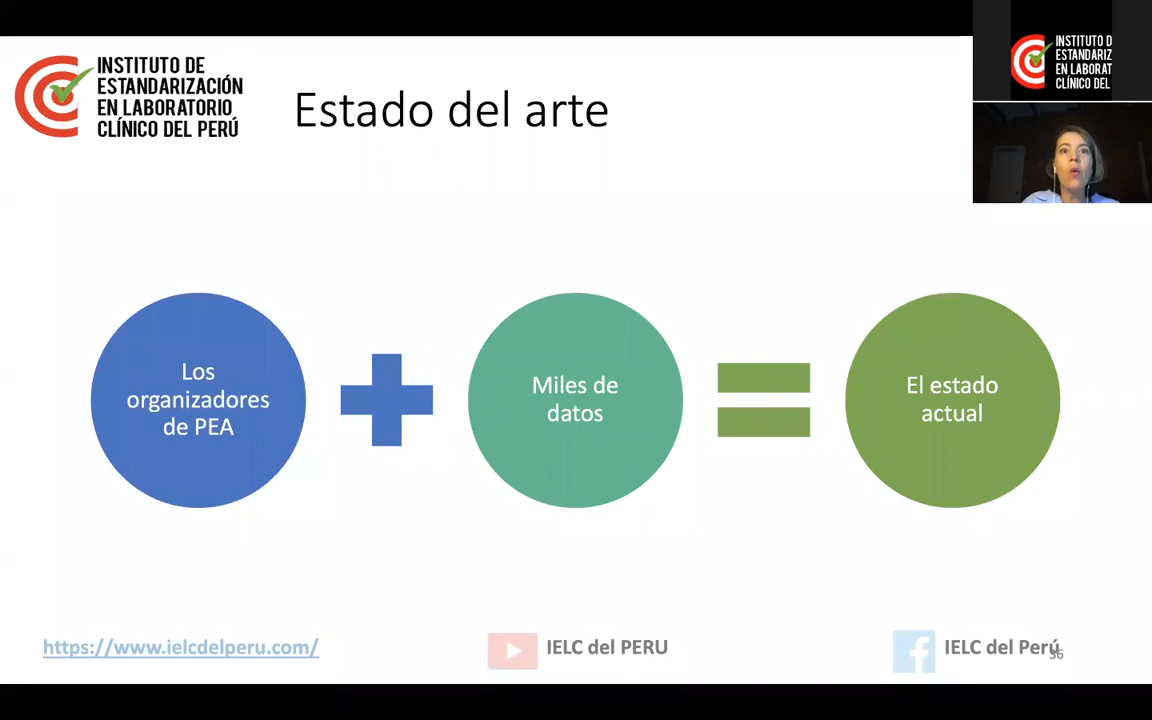 INSTITUTO DE
ESTANDARIZACIÓN
EN LABORATORIO
CLÍNICO DEL PERÚ
Estado del arte
INSTITUTO D
ESTANDARIZ
EN LABORAT
CLÍNICO DEL
Los
organizadores
de PEA
Miles de
datos
El estado
actual
https://www.ielcdelperu.com/
IELC del PERU
IELC del Perú
36